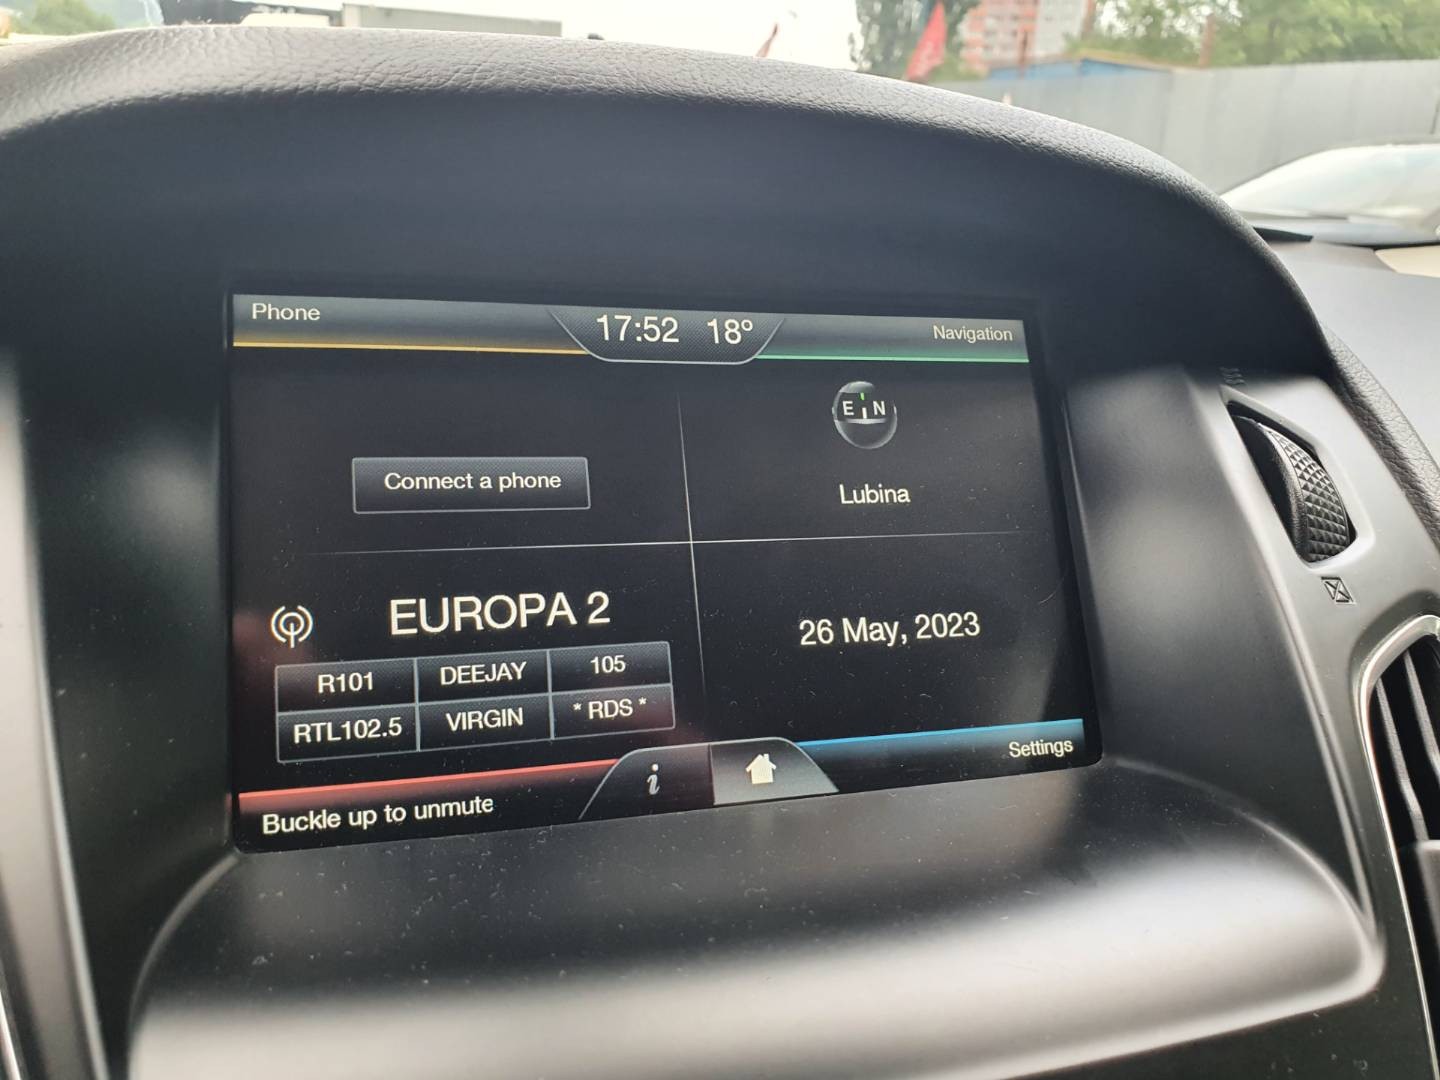 Phone
17:52 18°
Navigation
E N
Connect a phone
Lubina
EUROPA 2
R101
DEEJAY
105
RTL102.5
VIRGIN
* RDS *
26 May, 2023
Buckle up to unmute
i
Settings